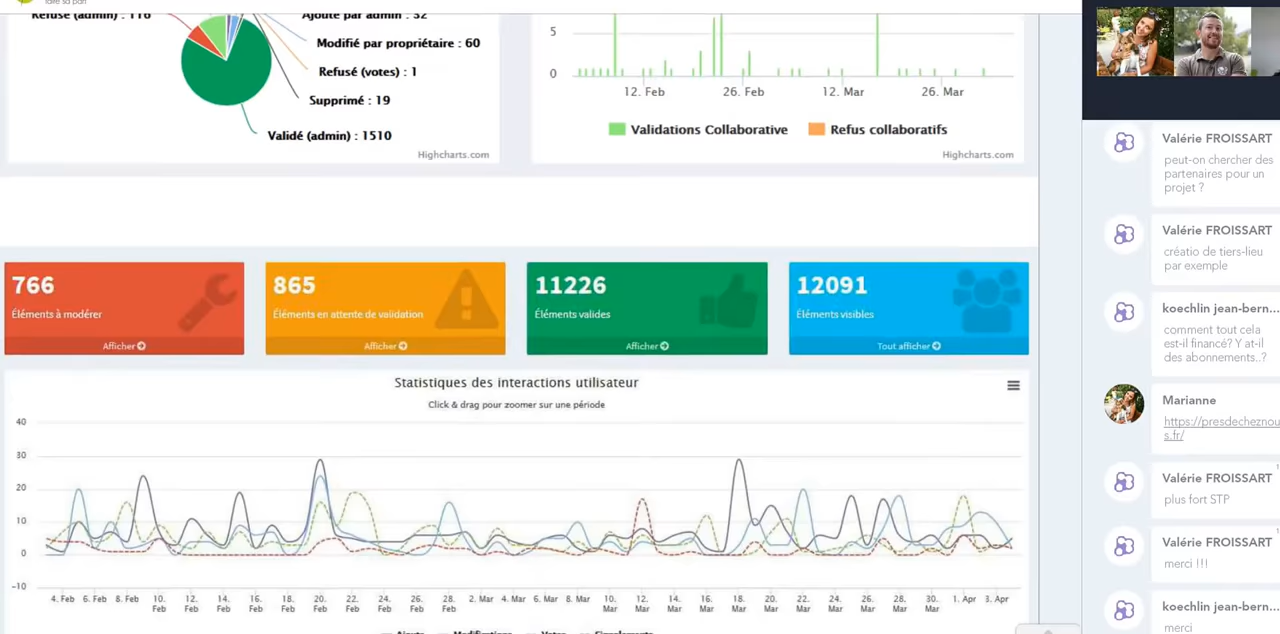 faire sa part
Refusé (admin) : 116
Ajouté par admin : 32
Modifié par propriétaire : 60
Refusé (votes) : 1
Supprimé : 19
Validé (admin) : 1510
Highcharts.com
5
0
12. Feb 26. Feb 12. Mar 26. Mar
Validations Collaborative Refus collaboratifs
Highcharts.com
766
Éléments à modérer
Afficher
865
Éléments en attente de validation
Afficher
11226
Éléments valides
Afficher
12091
Éléments visibles
Tout afficher
Statistiques des interactions utilisateur
Click & drag pour zoomer sur une période
40
30
20
10
0
-10
4. Feb 6. Feb 8. Feb 10. Feb 12. Feb 14. Feb 16. Feb 18. Feb 20. Feb 22. Feb 24. Feb 26. Feb 28. Feb 2. Mar 4. Mar 6. Mar 8. Mar 10. Mar 12. Mar 14. Mar 16. Mar 18. Mar 20. Mar 22. Mar 24. Mar 26. Mar 28. Mar 30. Mar 1. Apr 3. Apr
Ajouts Modifications Votes Signalements
Valérie FROISSART
peut-on chercher des
partenaires pour un
projet ?
Valérie FROISSART
créatio de tiers-lieu
par exemple
koechlin jean-bern...
comment tout cela
est-il financé? Y at-il
des abonnements..?
Marianne
https://presdecheznou
s.fr/
Valérie FROISSART
plus fort STP
Valérie FROISSART
merci !!!
koechlin jean-bern...
merci